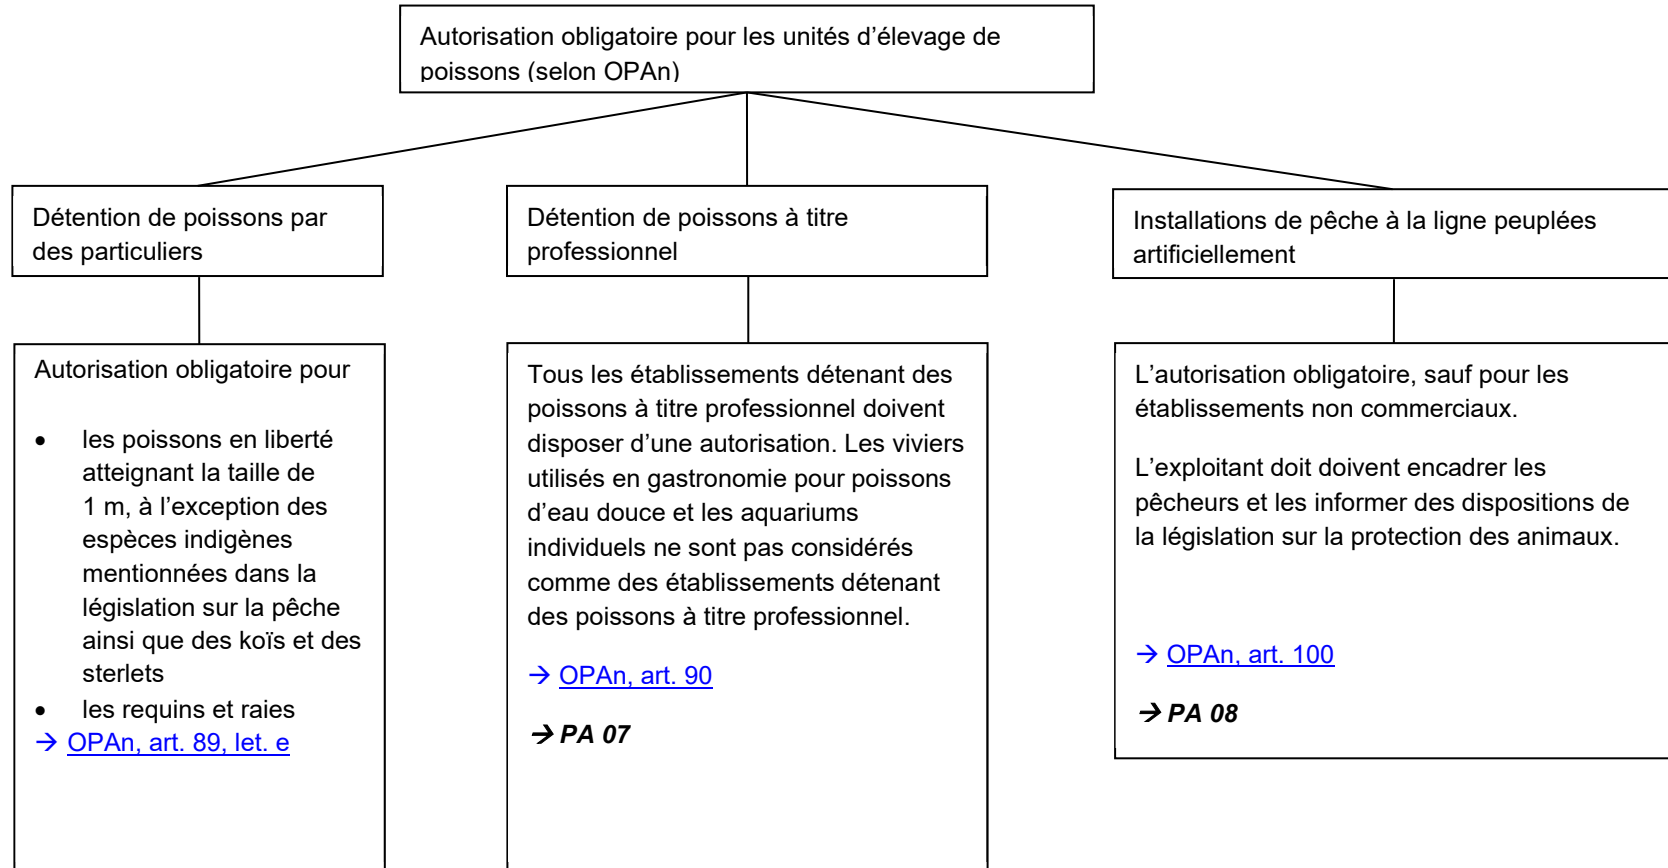 Autorisation obligatoire pour les unités d’élevage de
poissons (selon OPAn)
Détention de poissons par
des particuliers
Détention de poissons à titre
professionnel
Installations de pêche à la ligne peuplées
artificiellement
Autorisation obligatoire pour
• les poissons en liberté
atteignant la taille de
1 m, à l’exception des
espèces indigènes
mentionnées dans la
législation sur la pêche
ainsi que des koïs et des
sterlets
• les requins et raies
→ OPAn, art. 89, let. e
Tous les établissements détenant des
poissons à titre professionnel doivent
disposer d’une autorisation. Les viviers
utilisés en gastronomie pour poissons
d’eau douce et les aquariums
individuels ne sont pas considérés
comme des établissements détenant
des poissons à titre professionnel.
→ OPAn, art. 90
→ PA 07
L’autorisation obligatoire, sauf pour les
établissements non commerciaux.
L’exploitant doit doivent encadrer les
pêcheurs et les informer des dispositions de
la législation sur la protection des animaux.
→ OPAn, art. 100
→ PA 08